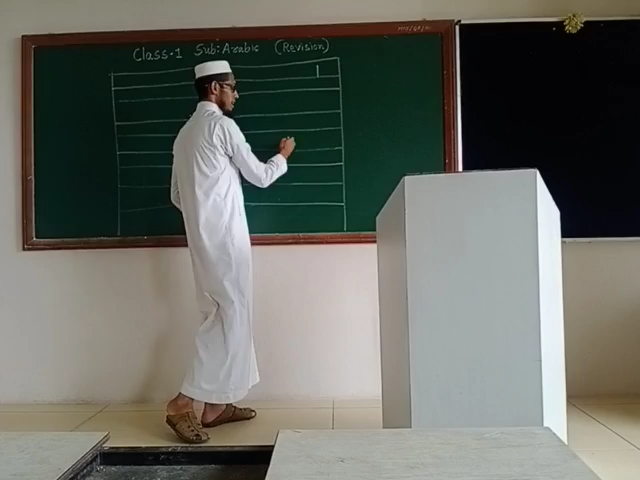 Class·1 Sub: Arabic (Revision)
ا